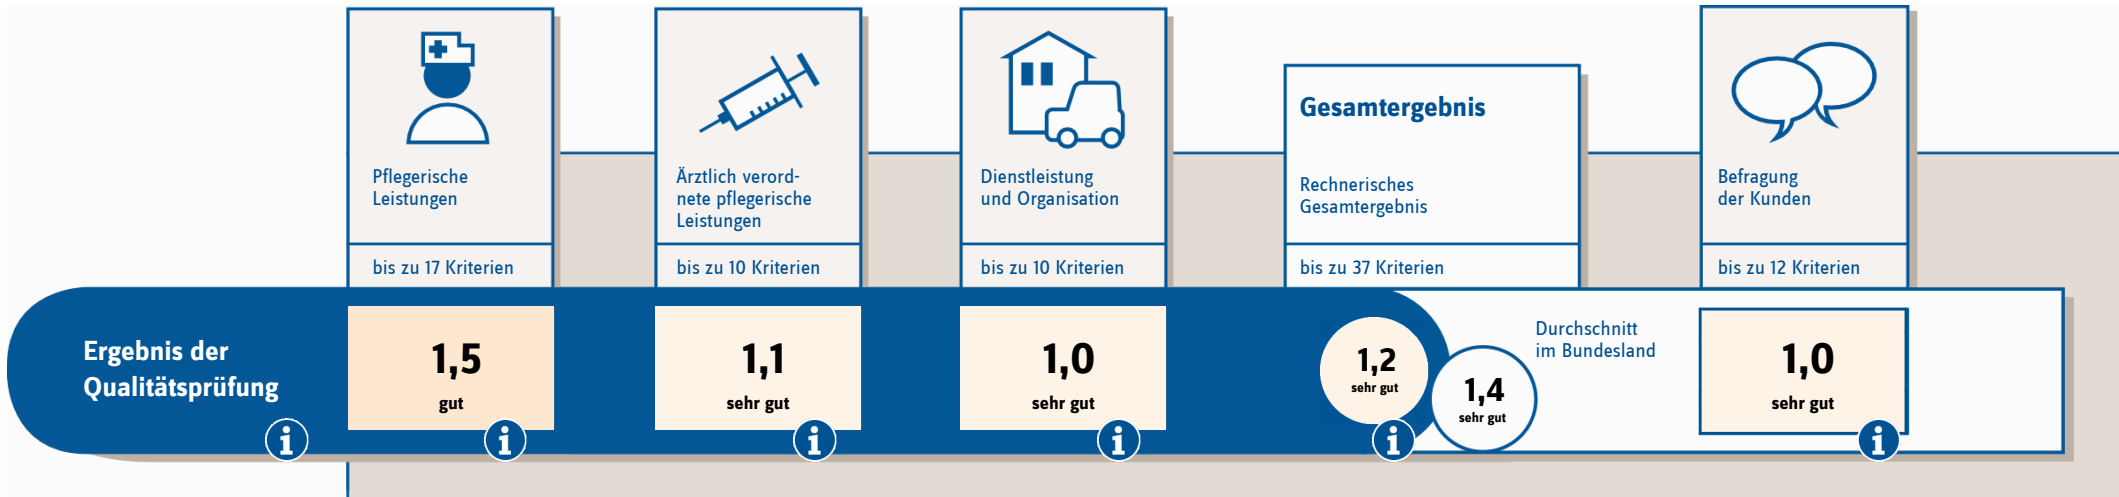 Pflegerische
Leistungen
bis zu 17 Kriterien
Ärztlich verord-
nete pflegerische
Leistungen
bis zu 10 Kriterien
Dienstleistung
und Organisation
bis zu 10 Kriterien
Gesamtergebnis
Rechnerisches
Gesamtergebnis
bis zu 37 Kriterien
Befragung
der Kunden
bis zu 12 Kriterien
Ergebnis der
Qualitätsprüfung
i
1,5
gut
i
1,1
sehr gut
i
1,0
sehr gut
i
1,2
sehr gut
i
1,4
sehr gut
Durchschnitt
im Bundesland
1,0
sehr gut
i